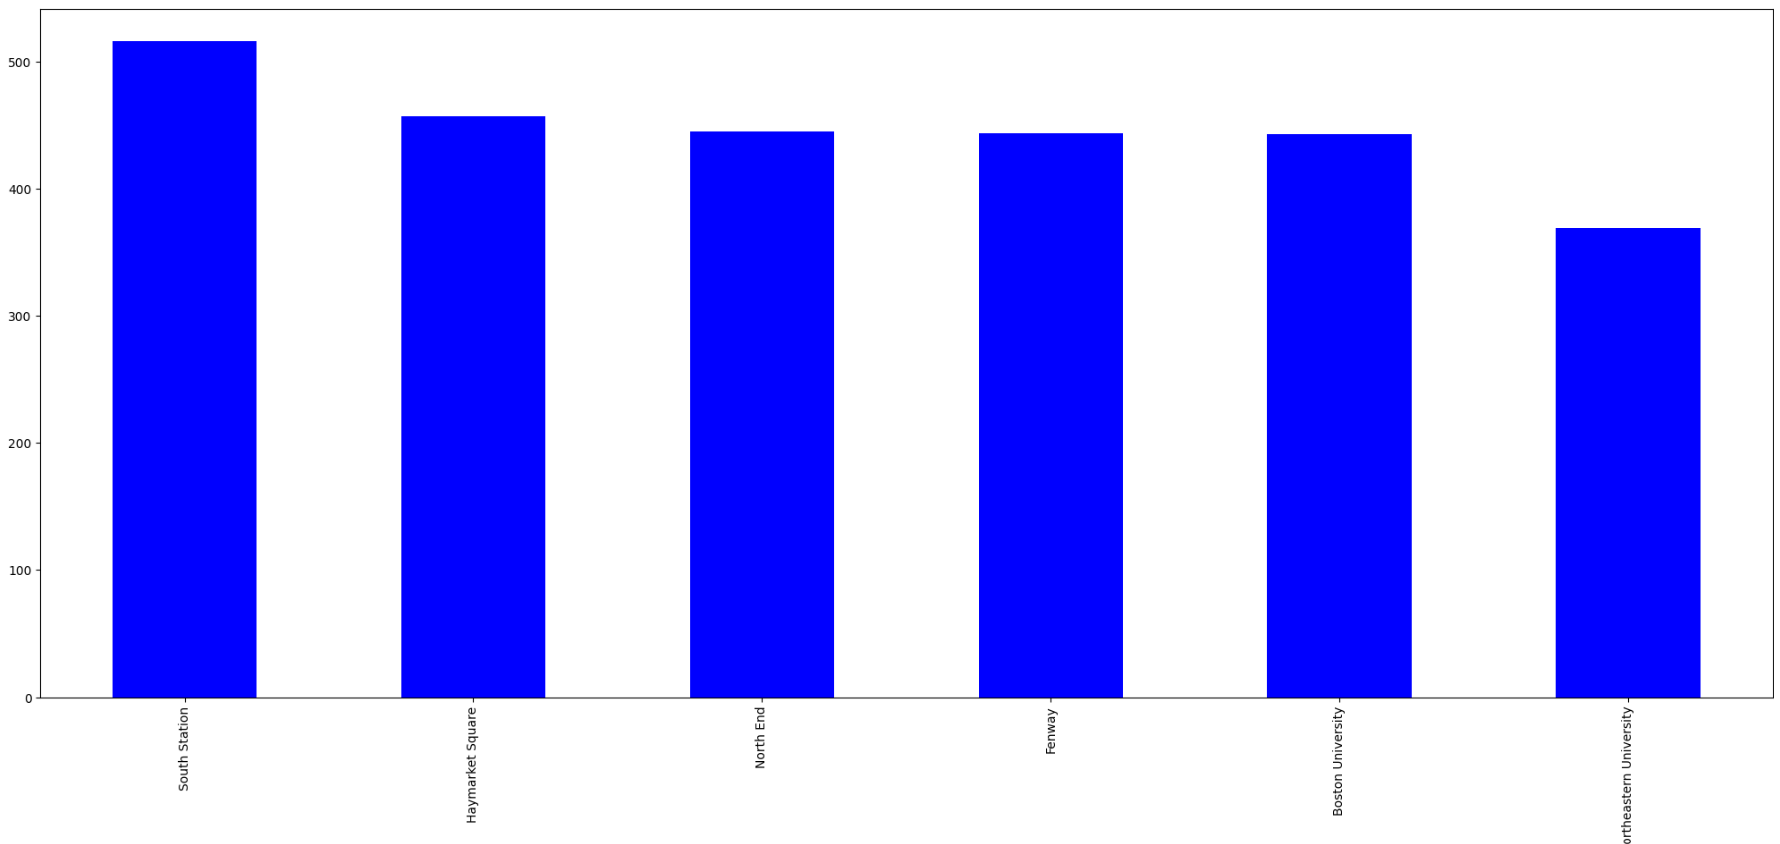 500
400
300
200
100
0
South Station
Haymarket Square
North End
Fenway
Boston University
ortheastern University